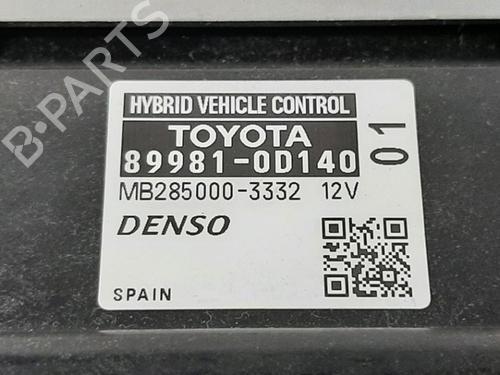 B-PARTS
HYBRID VEHICLE CONTROL
TOYOTA
89981-0D140
01
MB285000-3332 12V
DENSO
SPAIN